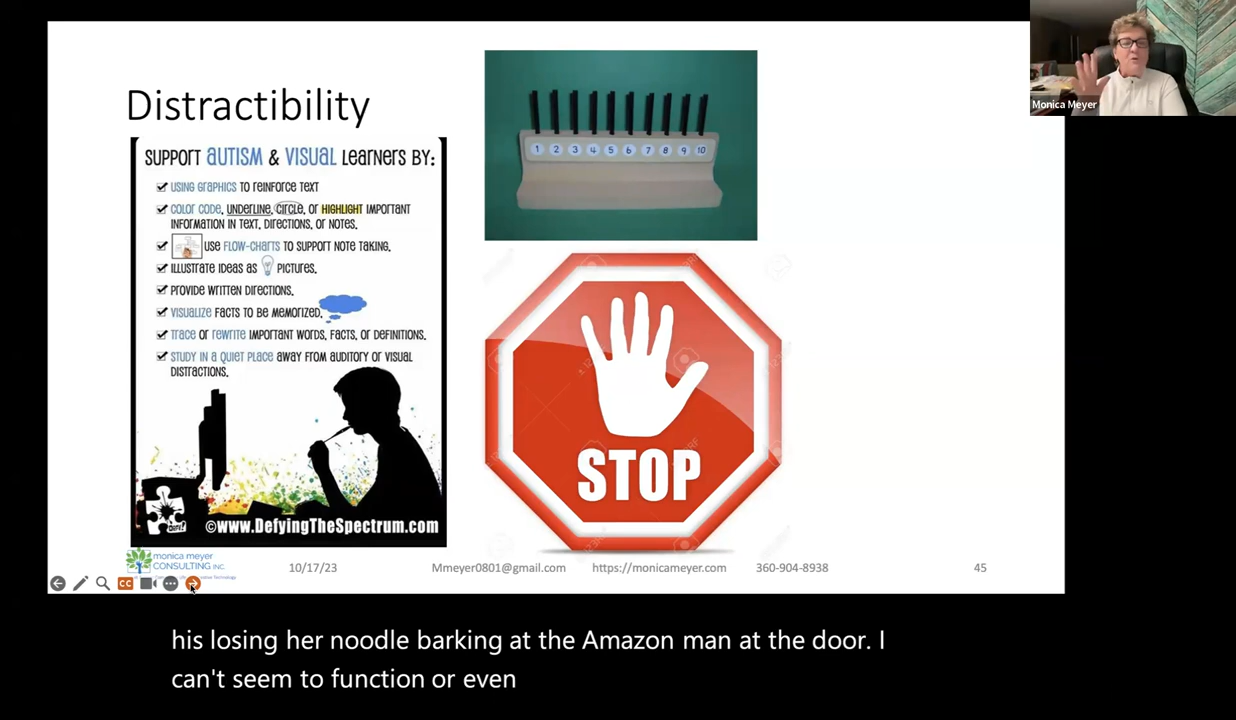 Monica Meyer
Distractibility
SUPPORT AUTISM & VISUAL LEARNERS BY:
USING GRAPHICS TO REINFORCE TEXT
COLOR CODE, UNDERLINE, CIRCLE, OR HIGHLIGHT IMPORTANT
INFORMATION IN TEXT, DIRECTIONS, OR NOTES.
USE FLOW-CHARTS TO SUPPORT NOTE TAKING.
ILLUSTRATE IDEAS AS PICTURES.
PROVIDE WRITTEN DIRECTIONS.
VISUALIZE FACTS TO BE MEMORIZED.
TRACE OR REWRITE IMPORTANT WORDS, FACTS, OR DEFINITIONS.
STUDY IN A QUIET PLACE AWAY FROM AUDITORY OR VISUAL
DISTRACTIONS.
©www.DefyingTheSpectrum.com
1 2 3 4 5 6 7 8 9 10
STOP
monica meyer
CONSULTING INC.
10/17/23 Mmeyer0801@gmail.com https://monicameyer.com 360-904-8938 45
CC
his losing her noodle barking at the Amazon man at the door. I
can't seem to function or even